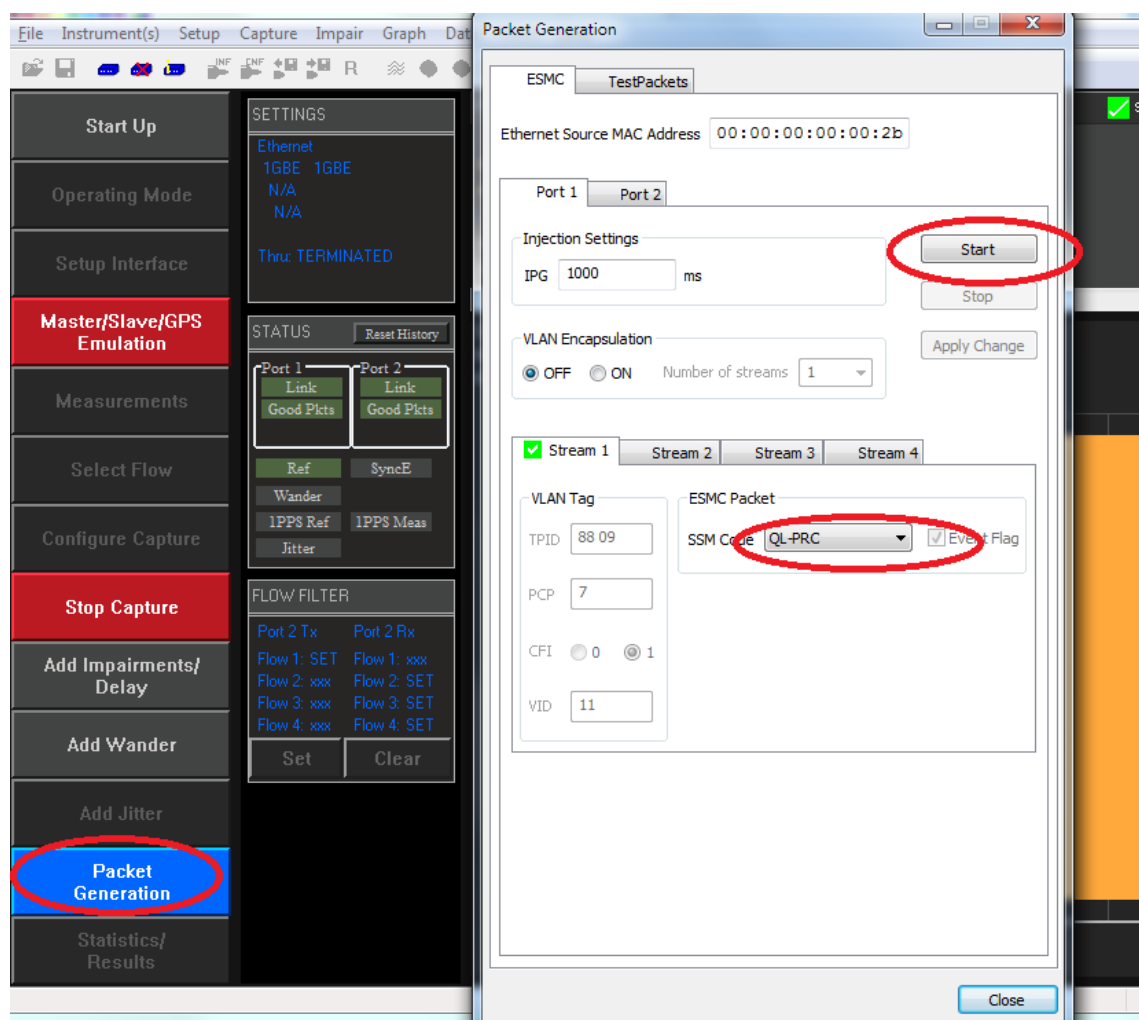 Packet Generation
File Instrument(s) Setup Capture Impair Graph Dat
INF CNF R
Start Up
Operating Mode
Setup Interface
Master/Slave/GPS
Emulation
Measurements
Select Flow
Configure Capture
Stop Capture
Add Impairments/
Delay
Add Wander
Add Jitter
Packet
Generation
Statistics/
Results
SETTINGS
Ethernet
1GBE 1GBE
N/A
N/A
Thru: TERMINATED
STATUS Reset History
Port 1 Port 2
Link Link
Good Pkts Good Pkts
Ref SyncE
Wander
1PPS Ref 1PPS Meas
Jitter
FLOW FILTER
Port 2 Tx Port 2 Rx
Flow 1: SET Flow 1: xxx
Flow 2: xxx Flow 2: SET
Flow 3: xxx Flow 3: SET
Flow 4: xxx Flow 4: SET
Set Clear
ESMC TestPackets
Ethernet Source MAC Address 00:00:00:00:00:2b
Port 1 Port 2
Injection Settings
IPG 1000 ms
Start
Stop
VLAN Encapsulation
OFF ON Number of streams 1
Apply Change
Stream 1 Stream 2 Stream 3 Stream 4
VLAN Tag
TPID 88 09
PCP 7
CFI 0 1
VID 11
ESMC Packet
SSM Code QL-PRC Event Flag
Close